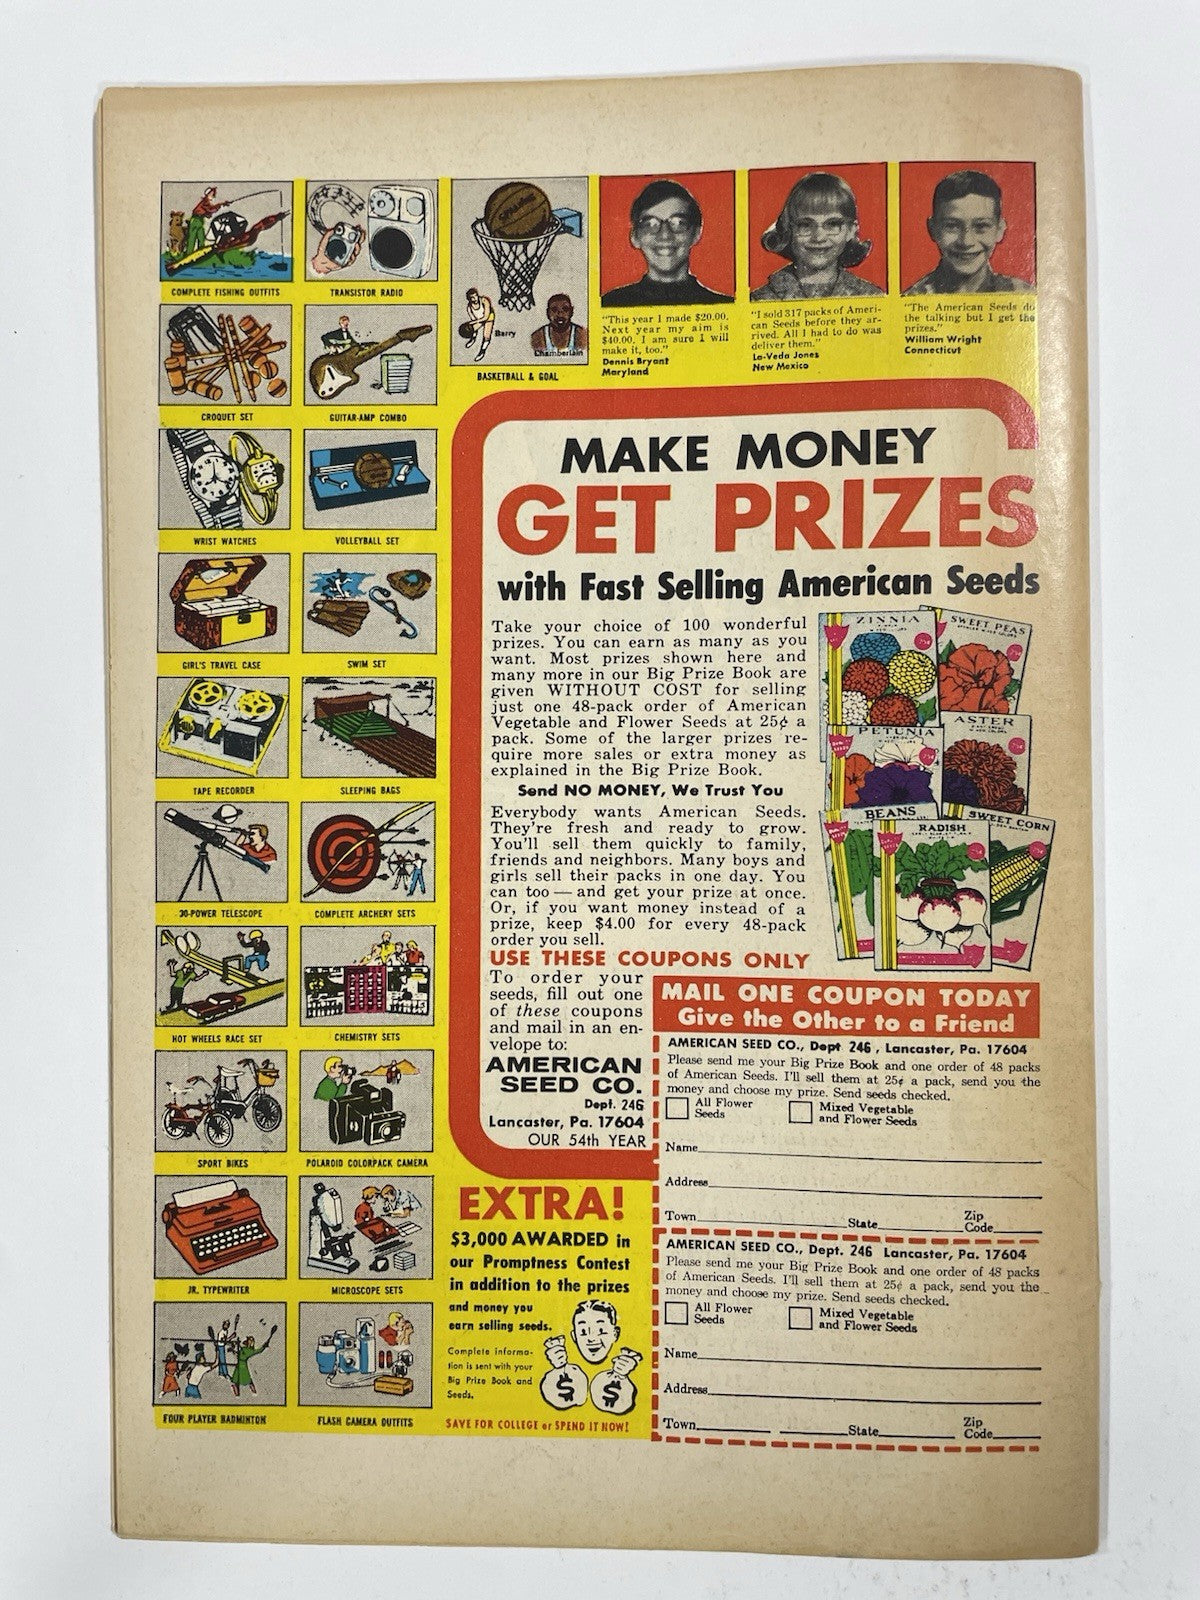 COMPLETE FISHING OUTFITS
TRANSISTOR RADIO
CROQUET SET
GUITAR-AMP COMBO
WRIST WATCHES
VOLLEYBALL SET
GIRL'S TRAVEL CASE
SWIM SET
TAPE RECORDER
SLEEPING BAGS
30-POWER TELESCOPE
COMPLETE ARCHERY SETS
HOT WHEELS RACE SET
CHEMISTRY SETS
SPORT BIKES
POLAROID COLORPACK CAMERA
JR. TYPEWRITER
MICROSCOPE SETS
FOUR PLAYER BADMINTON
FLASH CAMERA OUTFITS
Barry
Chamberlain
BASKETBALL & GOAL
"This year I made $20.00.
Next year my aim is
$40.00. I am sure I will
make it, too."
Dennis Bryant
Maryland
"I sold 317 packs of Ameri-
can Seeds before they ar-
rived. All I had to do was
deliver them."
La-Veda Jones
New Mexico
"The American Seeds do
the talking but I get the
prizes."
William Wright
Connecticut
MAKE MONEY
GET PRIZES
with Fast Selling American Seeds
Take your choice of 100 wonderful
prizes. You can earn as many as you
want. Most prizes shown here and
many more in our Big Prize Book are
given WITHOUT COST for selling
just one 48-pack order of American
Vegetable and Flower Seeds at 25¢ a
pack. Some of the larger prizes re-
quire more sales or extra money as
explained in the Big Prize Book.
Send NO MONEY, We Trust You
Everybody wants American Seeds.
They're fresh and ready to grow.
You'll sell them quickly to family,
friends and neighbors. Many boys and
girls sell their packs in one day. You
can too — and get your prize at once.
Or, if you want money instead of a
prize, keep $4.00 for every 48-pack
order you sell.
USE THESE COUPONS ONLY
To order your
seeds, fill out one
of these coupons
and mail in an en-
velope to:
AMERICAN
SEED CO.
Dept. 246
Lancaster, Pa. 17604
OUR 54th YEAR
ZINNIA
SWEET PEAS
PETUNIA
ASTER
BEANS
RADISH
SWEET CORN
MAIL ONE COUPON TODAY
Give the Other to a Friend
AMERICAN SEED CO., Dept. 246, Lancaster, Pa. 17604
Please send me your Big Prize Book and one order of 48 packs
of American Seeds. I'll sell them at 25¢ a pack, send you the
money and choose my prize. Send seeds checked.
All Flower
Seeds
Mixed Vegetable
and Flower Seeds
Name
Address
Town State Zip
Code
AMERICAN SEED CO., Dept. 246 Lancaster, Pa. 17604
Please send me your Big Prize Book and one order of 48 packs
of American Seeds. I'll sell them at 25¢ a pack, send you the
money and choose my prize. Send seeds checked.
All Flower
Seeds
Mixed Vegetable
and Flower Seeds
Name
Address
Town State Zip
Code
EXTRA!
$3,000 AWARDED in
our Promptness Contest
in addition to the prizes
and money you
earn selling seeds.
Complete informa-
tion is sent with your
Big Prize Book and
Seeds.
$ $
SAVE FOR COLLEGE or SPEND IT NOW!